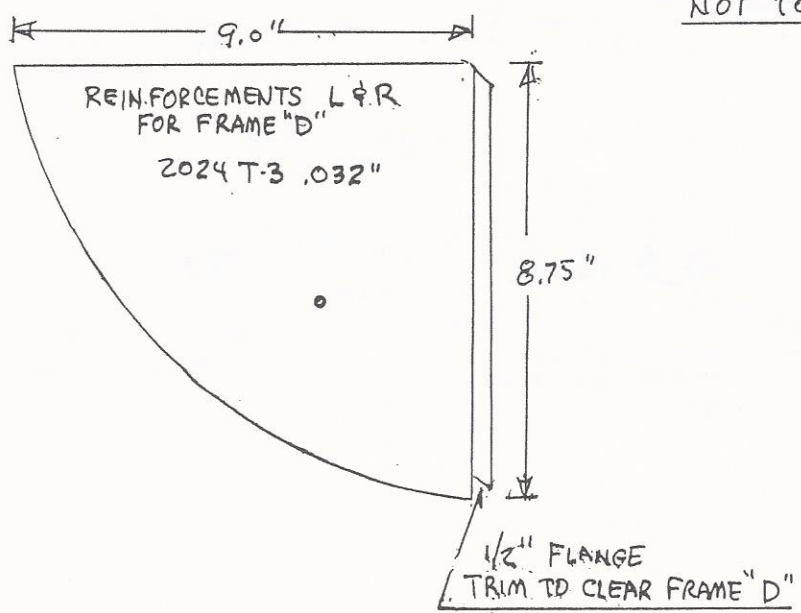 NOT TO
9.0"
REINFORCEMENTS L & R
FOR FRAME "D"
2024 T-3 .032"
8.75"
1/2" FLANGE
TRIM TO CLEAR FRAME "D"